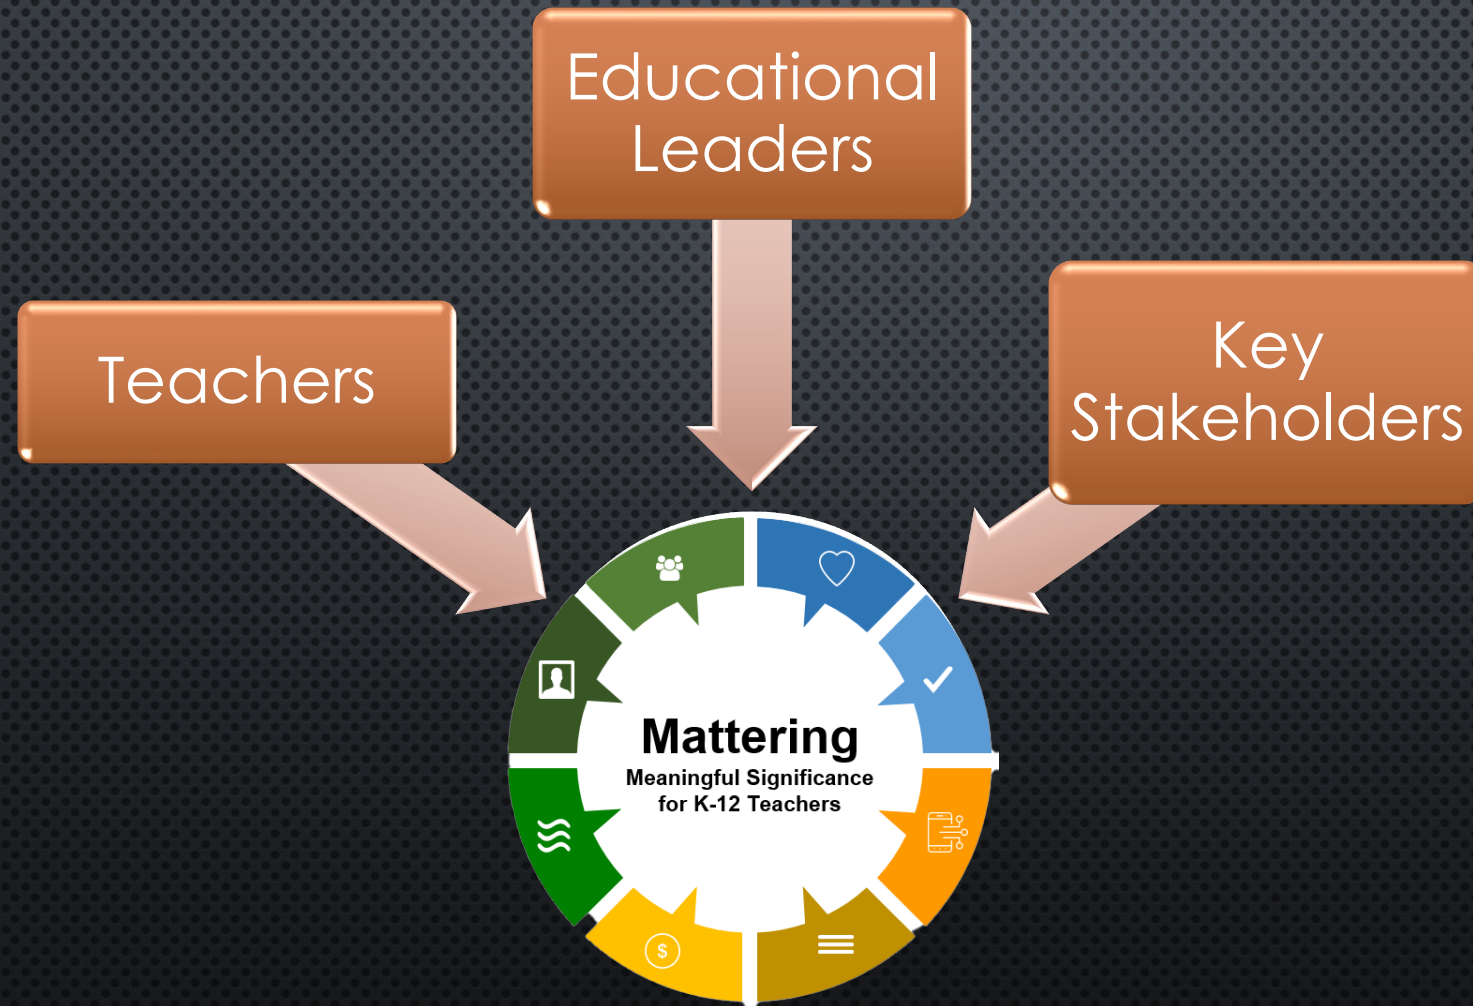 Educational
Leaders
Teachers
Key
Stakeholders
Mattering
Meaningful Significance
for K-12 Teachers
$